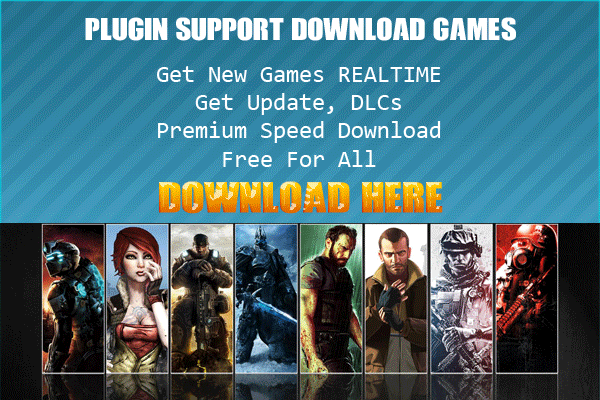 PLUGIN SUPPORT DOWNLOAD GAMES
Get New Games REALTIME
Get Update, DLCs
Premium Speed Download
Free For All
DOWNLOAD HERE